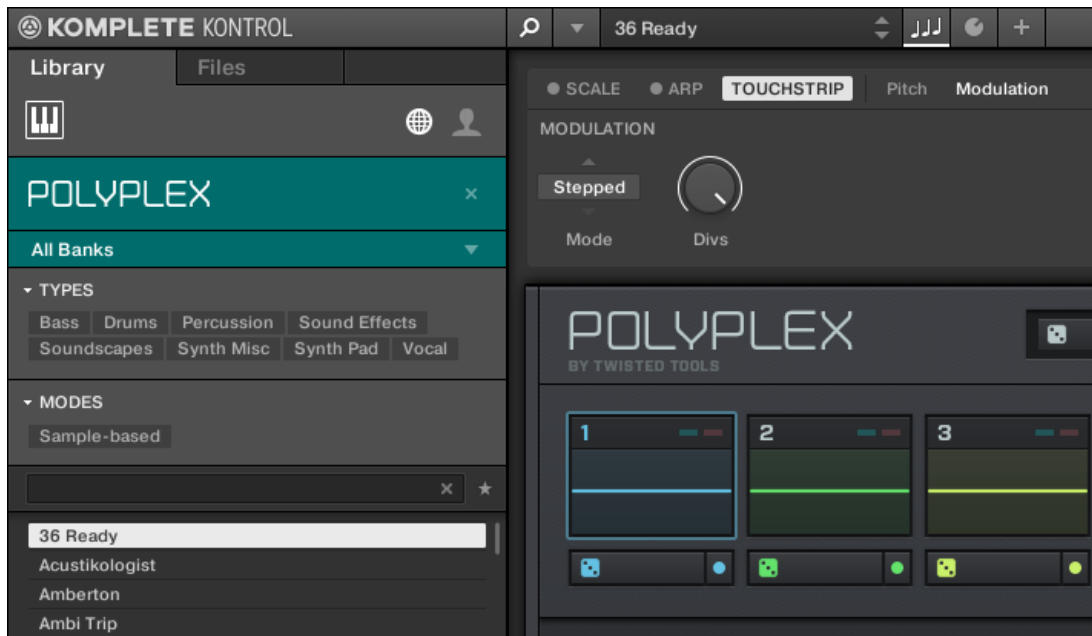 KOMPLETE KONTROL
Library Files
POLYPLEX
All Banks
TYPES
Bass Drums Percussion Sound Effects
Soundscapes Synth Misc Synth Pad Vocal
MODES
Sample-based
36 Ready
Acustikologist
Amberton
Ambi Trip
36 Ready
SCALE ARP TOUCHSTRIP Pitch Modulation
MODULATION
Stepped
Mode Divs
POLYPLEX
BY TWISTED TOOLS
1 2 3